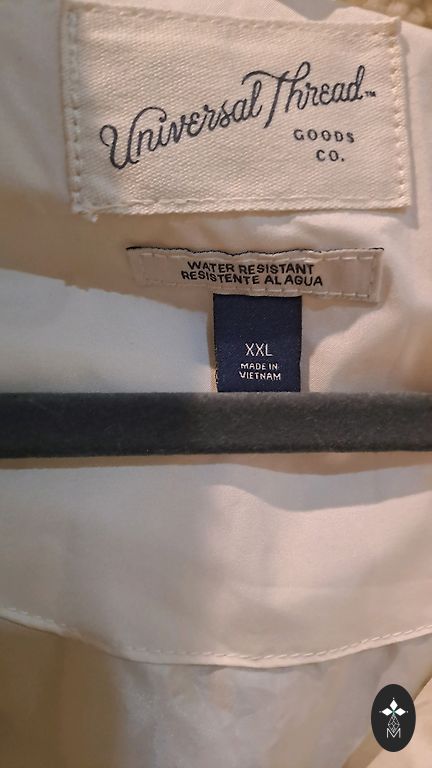 Universal Thread™
GOODS
CO.
WATER RESISTANT
RESISTENTE AL AGUA
XXL
MADE IN
VIETNAM
M